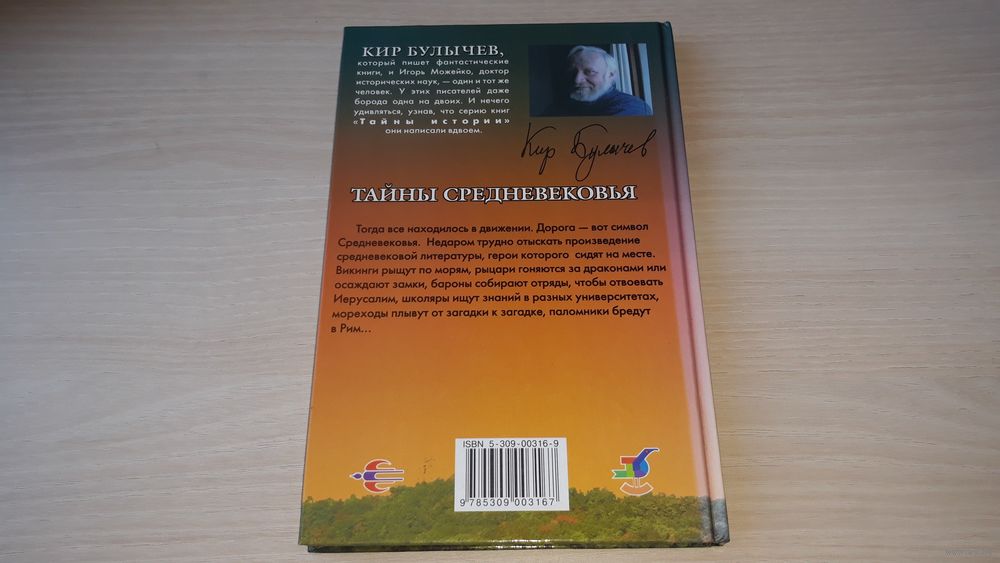 КИР БУЛЫЧЕВ,
который пишет фантастические
книги, и Игорь Можейко, доктор
исторических наук, — один и тот же
человек. У этих писателей даже
борода одна на двоих. И нечего
удивляться, узнав, что серию книг
«Тайны истории»
они написали вдвоем.
Кир Булычев
ТАЙНЫ СРЕДНЕВЕКОВЬЯ
Тогда все находилось в движении. Дорога — вот символ
Средневековья. Недаром трудно отыскать произведение
средневековой литературы, герои которого сидят на месте.
Викинги рыщут по морям, рыцари гоняются за драконами или
осаждают замки, бароны собирают отряды, чтобы отвоевать
Иерусалим, школяры ищут знаний в разных университетах,
мореходы плывут от загадки к загадке, паломники бредут
в Рим...
ISBN 5-309-00316-9
9 785309 003167